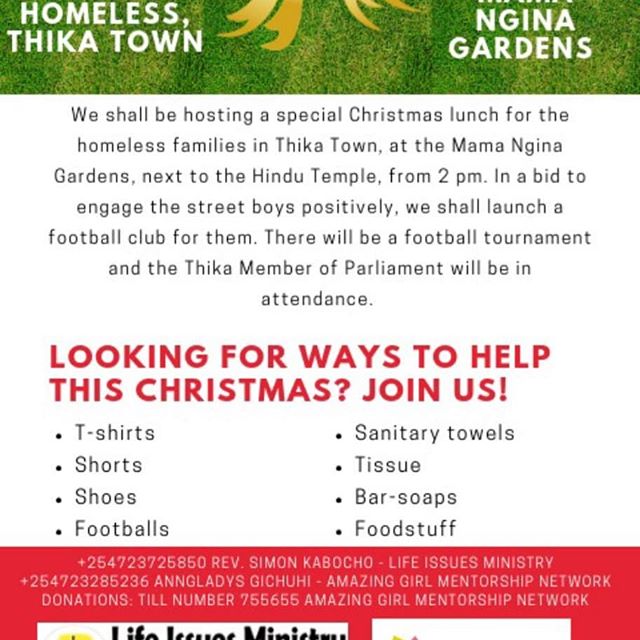 HOMELESS,
THIKA TOWN
MAMA
NGINA
GARDENS
We shall be hosting a special Christmas lunch for the
homeless families in Thika Town, at the Mama Ngina
Gardens, next to the Hindu Temple, from 2 pm. In a bid to
engage the street boys positively, we shall launch a
football club for them. There will be a football tournament
and the Thika Member of Parliament will be in
attendance.
LOOKING FOR WAYS TO HELP
THIS CHRISTMAS? JOIN US!
• T-shirts
• Shorts
• Shoes
• Footballs
• Sanitary towels
• Tissue
• Bar-soaps
• Foodstuff
+254723725850 REV. SIMON KABOCHO - LIFE ISSUES MINISTRY
+254723285236 ANNGLADYS GICHUHI - AMAZING GIRL MENTORSHIP NETWORK
DONATIONS: TILL NUMBER 755655 AMAZING GIRL MENTORSHIP NETWORK
Life Issues Ministry